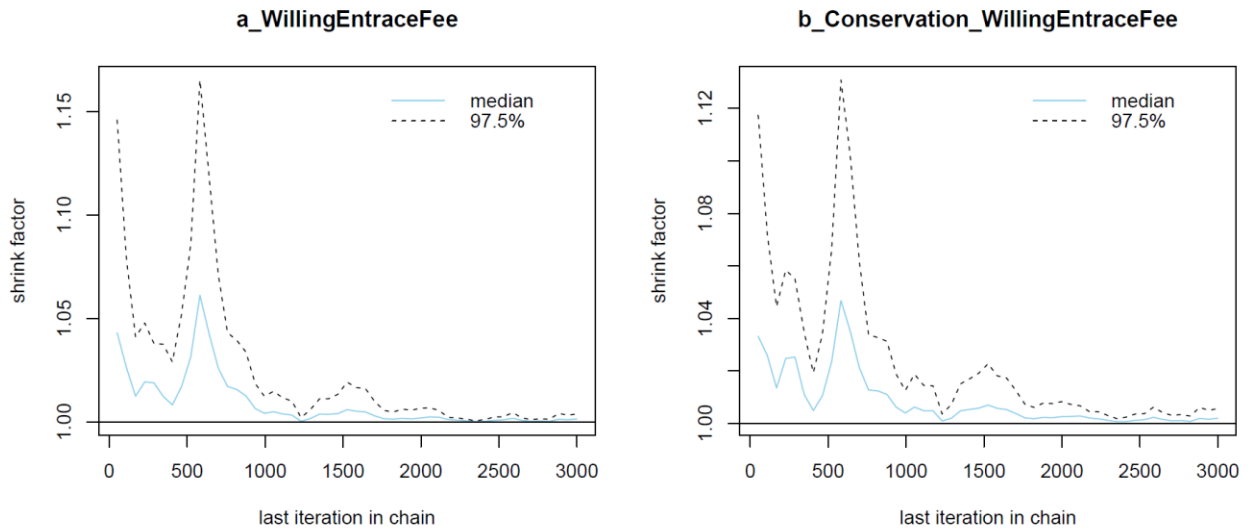 a_WillingEntraceFee
median
97.5%
1.15
1.10
1.05
1.00
shrink factor
0 500 1000 1500 2000 2500 3000
last iteration in chain
b_Conservation_WillingEntraceFee
median
97.5%
1.12
1.08
1.04
1.00
shrink factor
0 500 1000 1500 2000 2500 3000
last iteration in chain